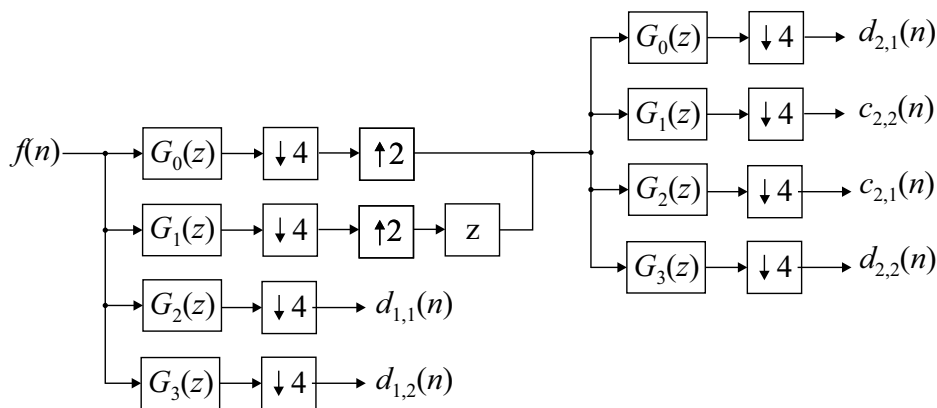 G₀(z) ↓4 d₂,₁(n)
G₁(z) ↓4 c₂,₂(n)
f(n) G₀(z) ↓4 ↑2
G₂(z) ↓4 c₂,₁(n)
G₁(z) ↓4 ↑2 z
G₃(z) ↓4 d₂,₂(n)
G₂(z) ↓4 d₁,₁(n)
G₃(z) ↓4 d₁,₂(n)